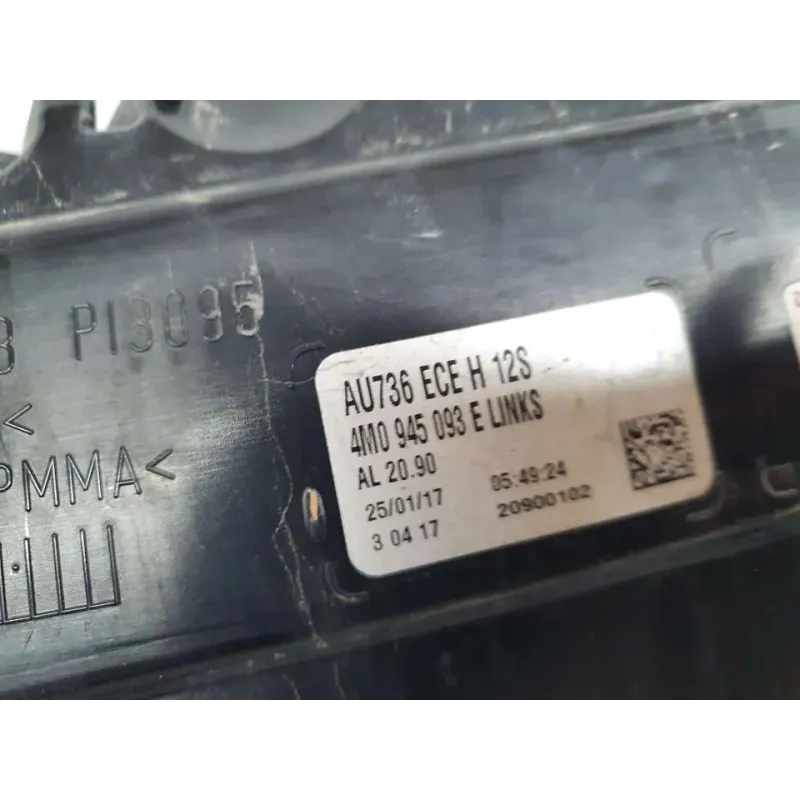 3 PI3095
<
PMMA<
AU736 ECE H 12S
4M0 945 093 E LINKS
AL 20.90
25/01/17 05:49:24
3 04 17 20900102